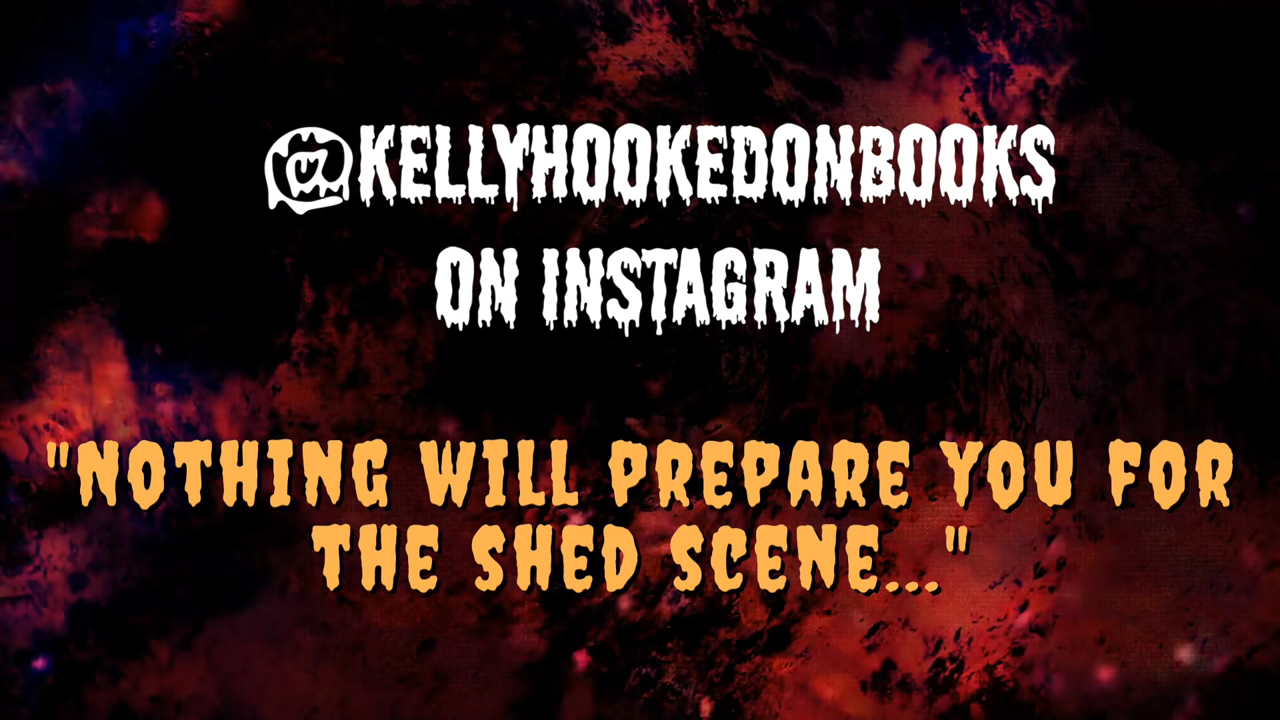 @KELLYHOOKEDONBOOKS
ON INSTAGRAM
"NOTHING WILL PREPARE YOU FOR
THE SHED SCENE..."